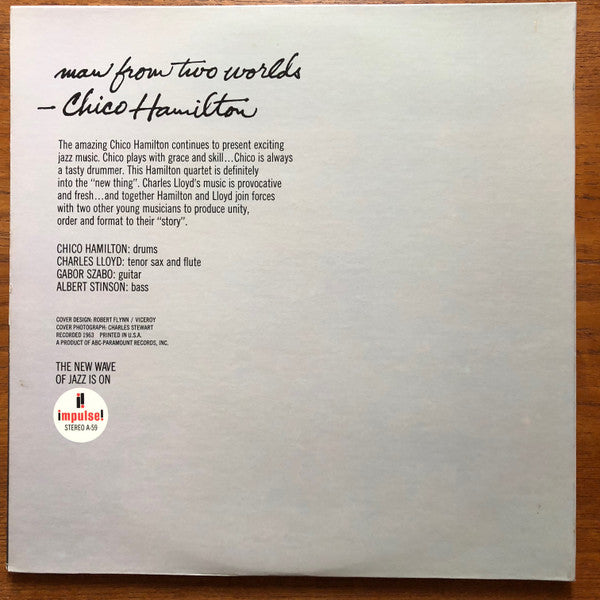 man from two worlds
– Chico Hamilton
The amazing Chico Hamilton continues to present exciting
jazz music. Chico plays with grace and skill...Chico is always
a tasty drummer. This Hamilton quartet is definitely
into the "new thing". Charles Lloyd's music is provocative
and fresh...and together Hamilton and Lloyd join forces
with two other young musicians to produce unity,
order and format to their "story".
CHICO HAMILTON: drums
CHARLES LLOYD: tenor sax and flute
GABOR SZABO: guitar
ALBERT STINSON: bass
COVER DESIGN: ROBERT FLYNN / VICEROY
COVER PHOTOGRAPH: CHARLES STEWART
RECORDED 1963 PRINTED IN U.S.A.
A PRODUCT OF ABC-PARAMOUNT RECORDS, INC.
THE NEW WAVE
OF JAZZ IS ON
i!
impulse!
STEREO A-59